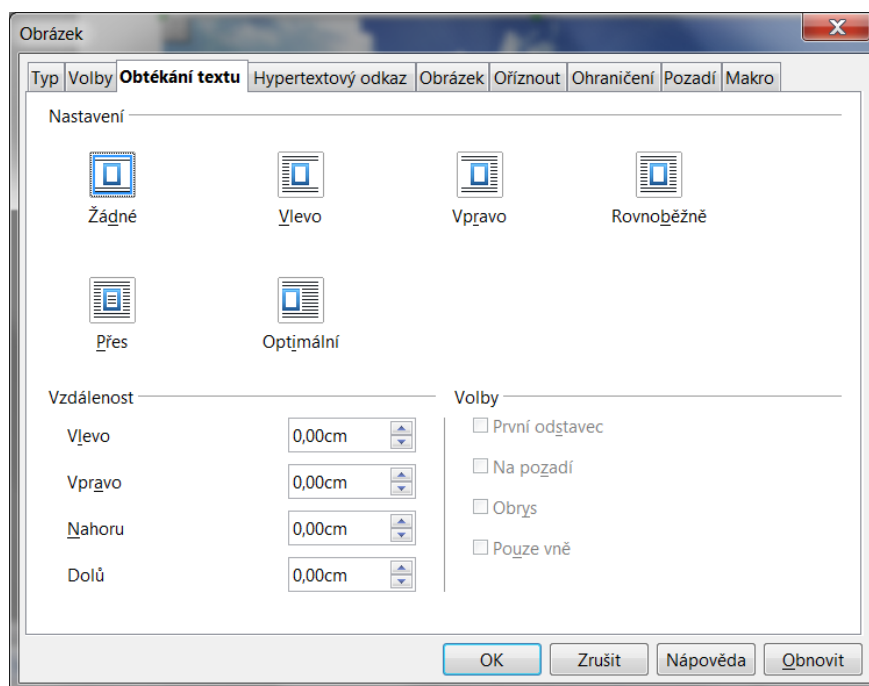 Obrázek
Typ Volby Obtékání textu Hypertextový odkaz Obrázek Oříznout Ohraničení Pozadí Makro
Nastavení
Žádné Vlevo Vpravo Rovnoběžně
Přes Optimální
Vzdálenost Volby
Vlevo 0,00cm První odstavec
Vpravo 0,00cm Na pozadí
Nahoru 0,00cm Obrys
Dolů 0,00cm Pouze vně
OK Zrušit Nápověda Obnovit